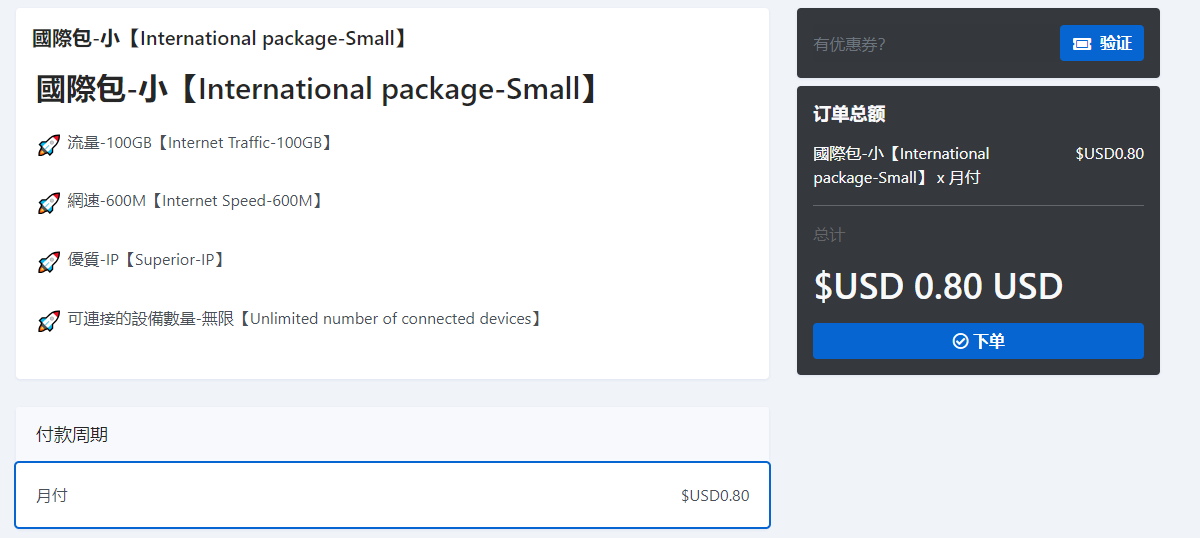 國際包-小【International package-Small】
國際包-小【International package-Small】
流量-100GB【Internet Traffic-100GB】
網速-600M【Internet Speed-600M】
優質-IP【Superior-IP】
可連接的設備數量-無限【Unlimited number of connected devices】
付款周期
月付 $USD0.80
有优惠券?
验证
订单总额
國際包-小【International $USD0.80
package-Small】 x 月付
总计
$USD 0.80 USD
下单